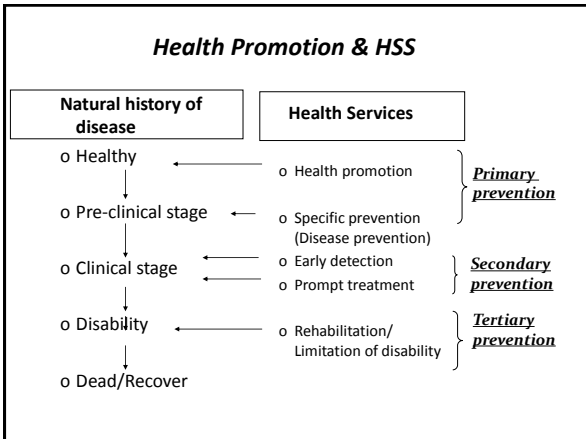 Health Promotion & HSS
Natural history of
disease
Health Services
o Healthy
o Health promotion
Primary
prevention
o Pre-clinical stage
o Specific prevention
(Disease prevention)
o Clinical stage
o Early detection
o Prompt treatment
Secondary
prevention
o Disability
o Rehabilitation/
Limitation of disability
Tertiary
prevention
o Dead/Recover